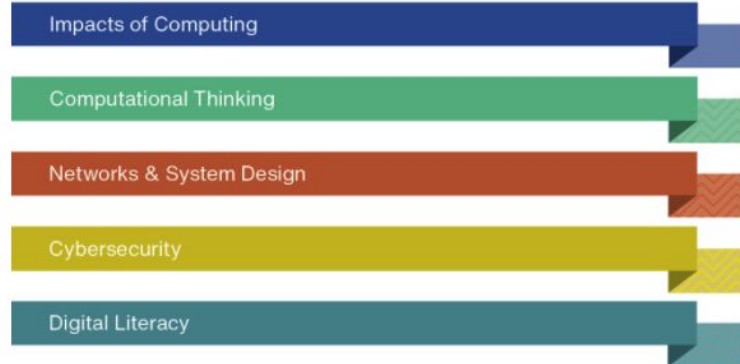 Impacts of Computing
Computational Thinking
Networks & System Design
Cybersecurity
Digital Literacy